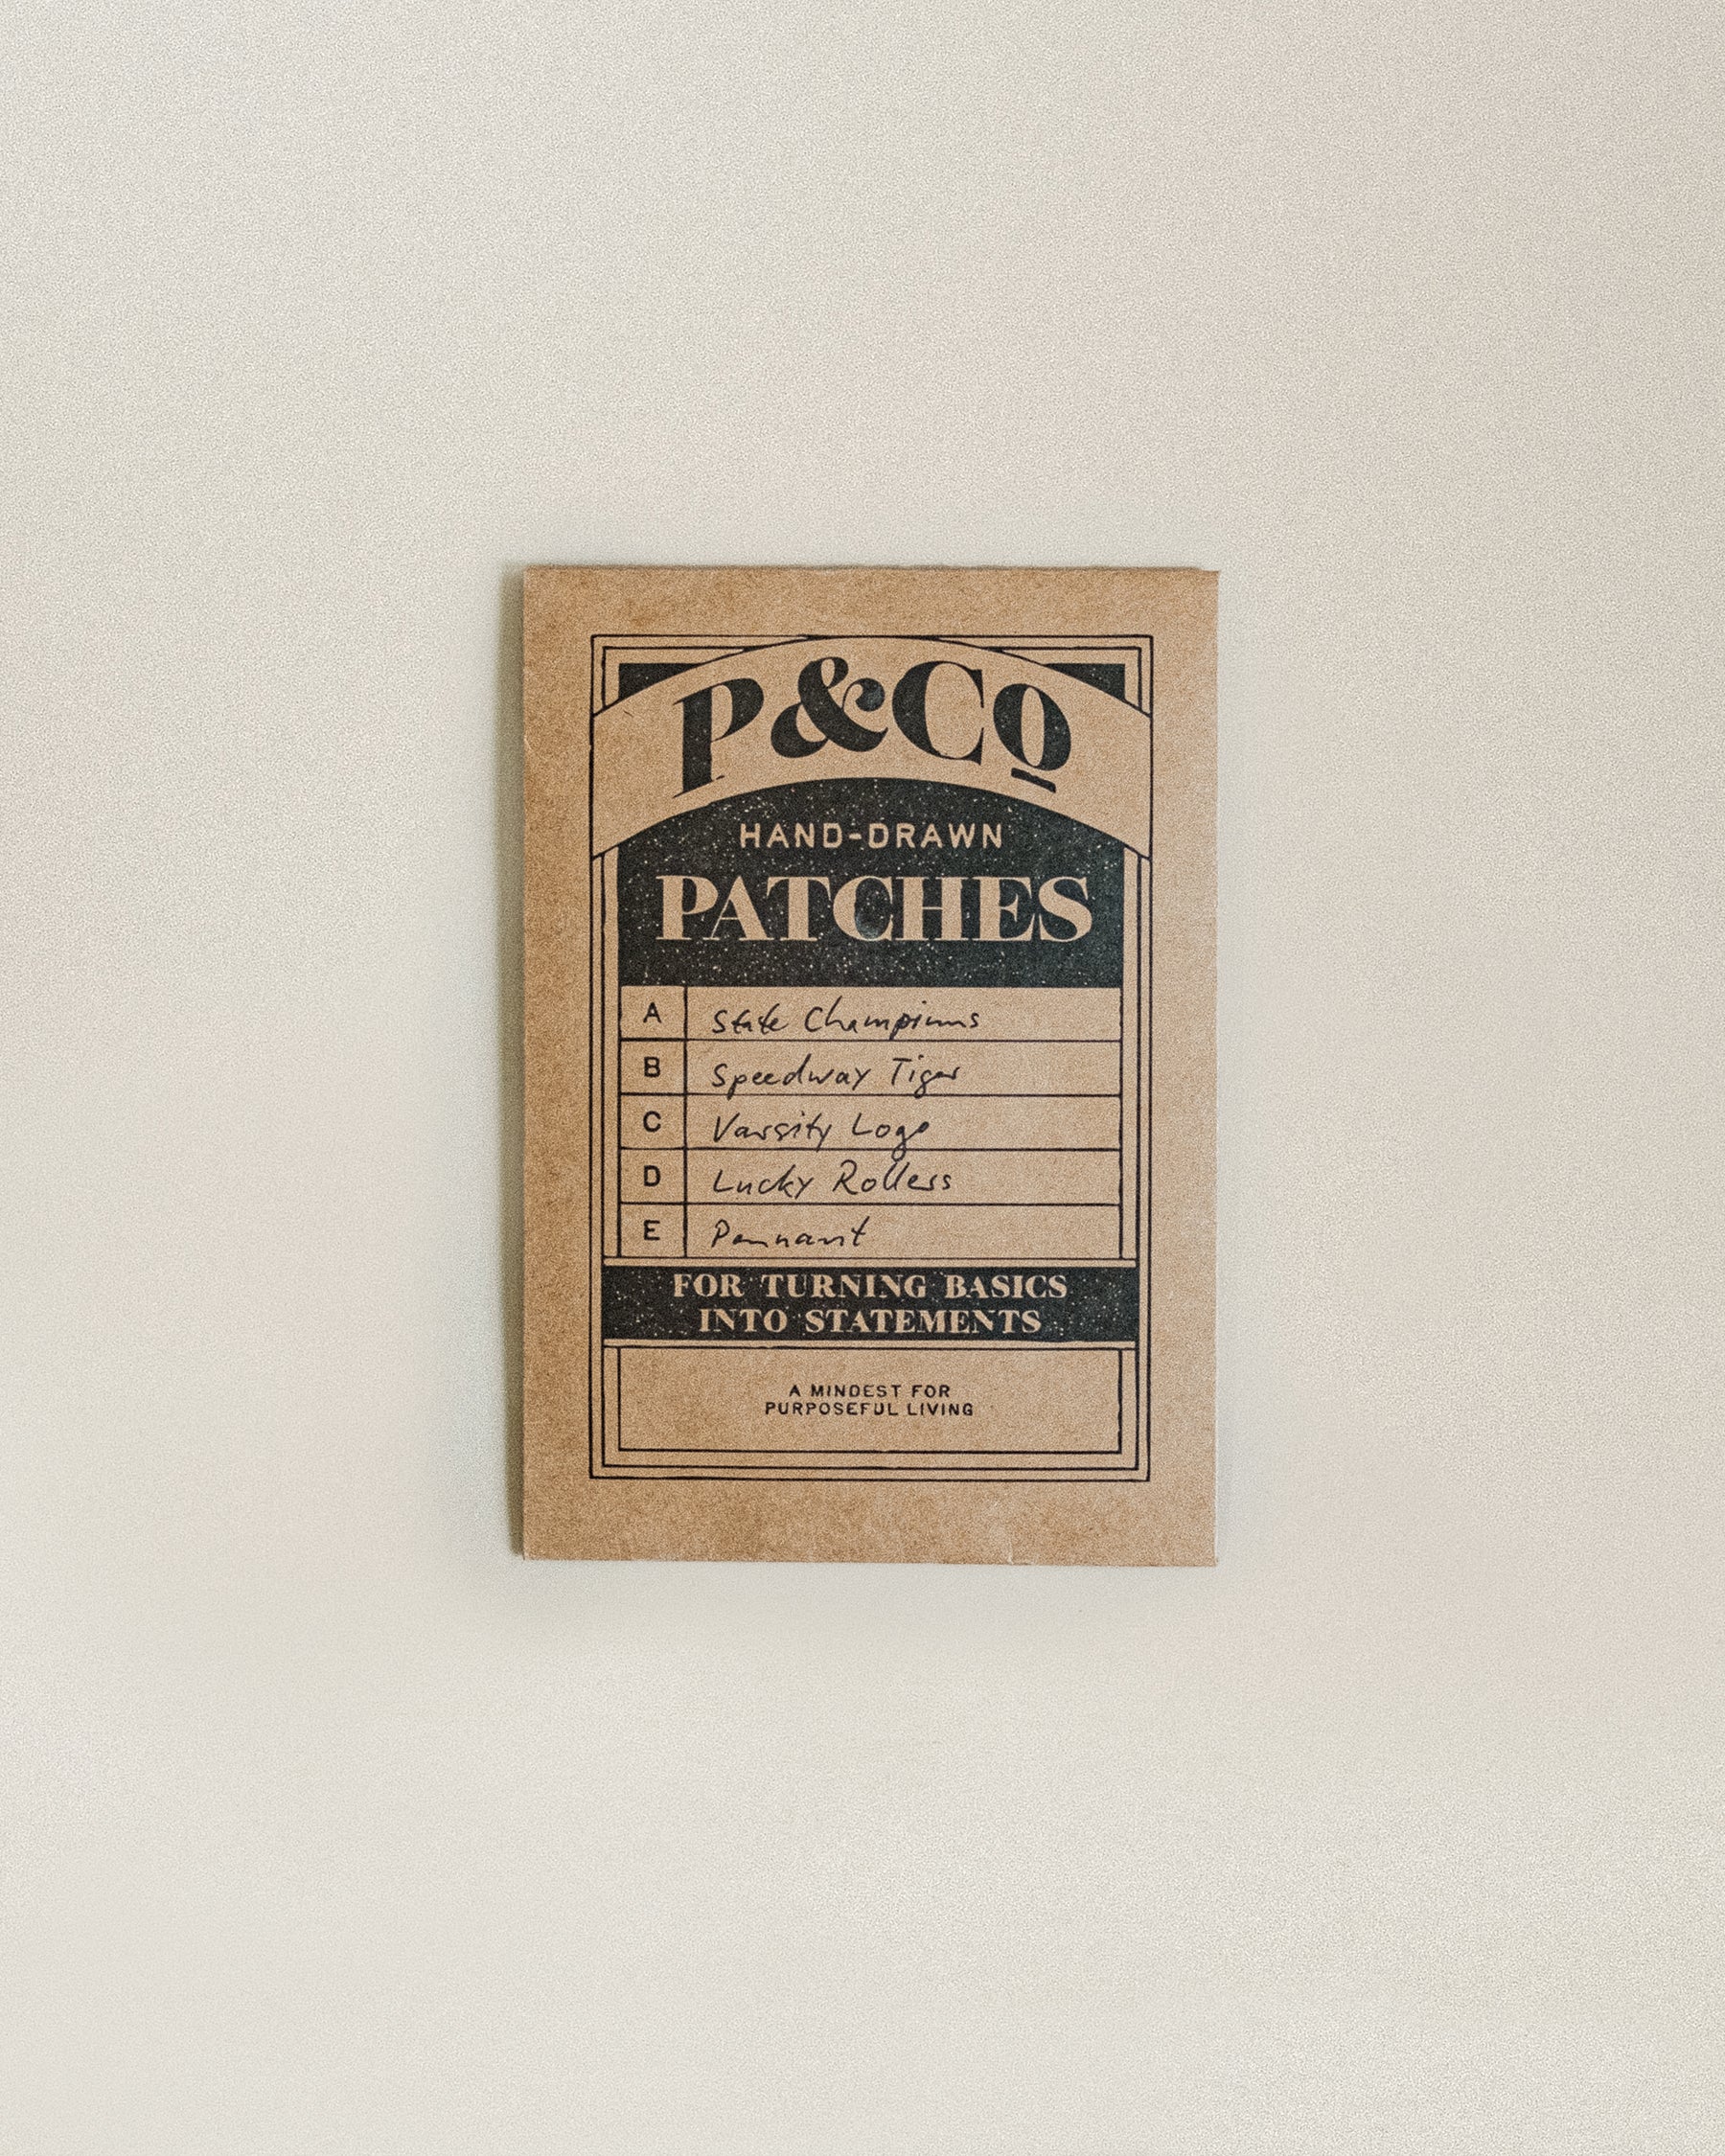 P&Co
HAND-DRAWN
PATCHES
A State Champions
B Speedway Tiger
C Varsity Logo
D Lucky Rollers
E Pennant
FOR TURNING BASICS
INTO STATEMENTS
A MINDEST FOR
PURPOSEFUL LIVING